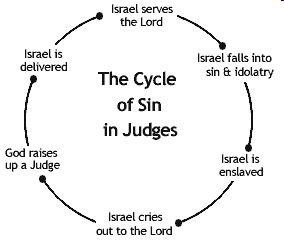 Israel serves
the Lord
Israel falls into
sin & idolatry
Israel is
enslaved
Israel cries
out to the Lord
God raises
up a Judge
Israel is
delivered
The Cycle
of Sin
in Judges